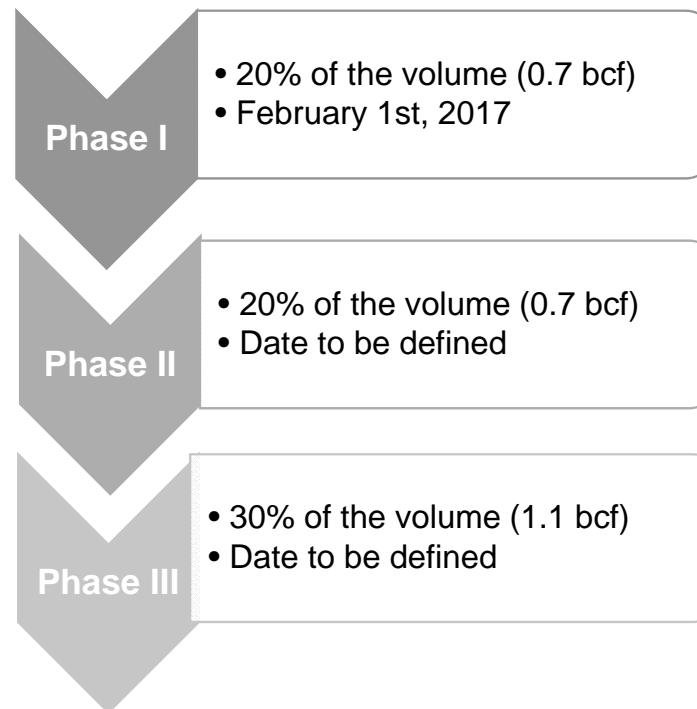 Phase I
• 20% of the volume (0.7 bcf)
• February 1st, 2017
Phase II
• 20% of the volume (0.7 bcf)
• Date to be defined
Phase III
• 30% of the volume (1.1 bcf)
• Date to be defined